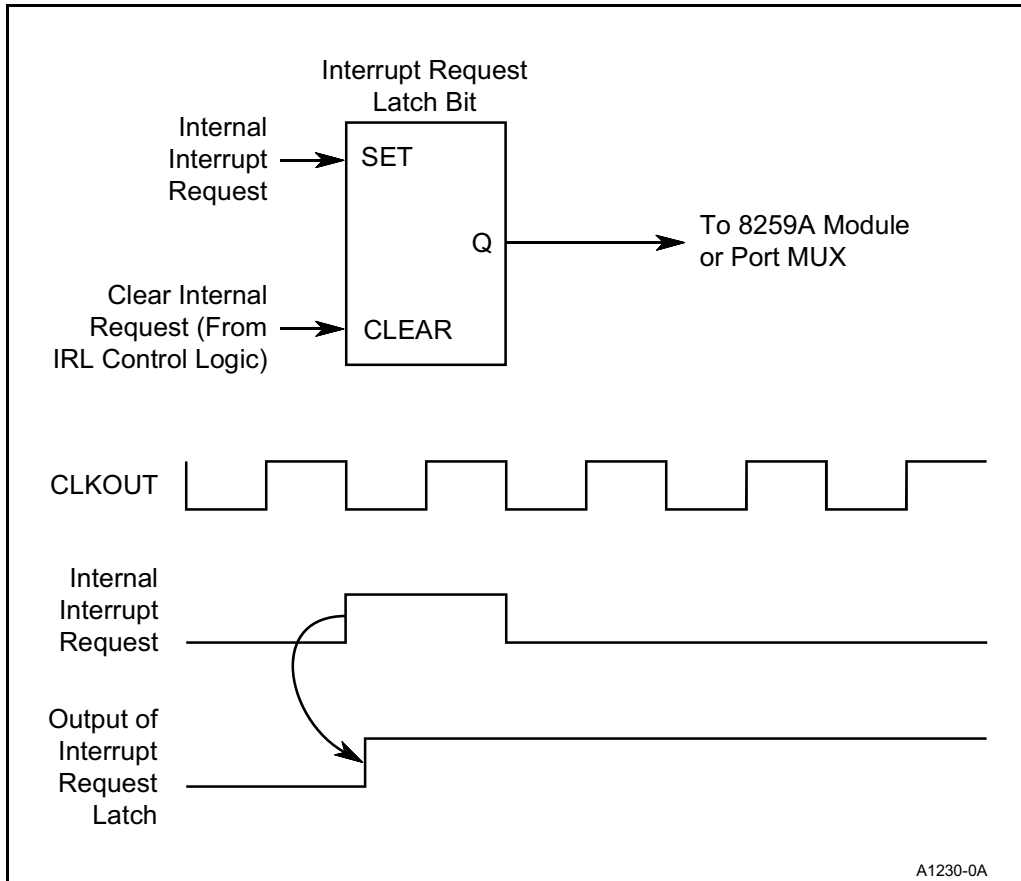 Interrupt Request
Latch Bit
Internal
Interrupt
Request
SET
Q
To 8259A Module
or Port MUX
Clear Internal
Request (From
IRL Control Logic)
CLEAR
CLKOUT
Internal
Interrupt
Request
Output of
Interrupt
Request
Latch
A1230-0A